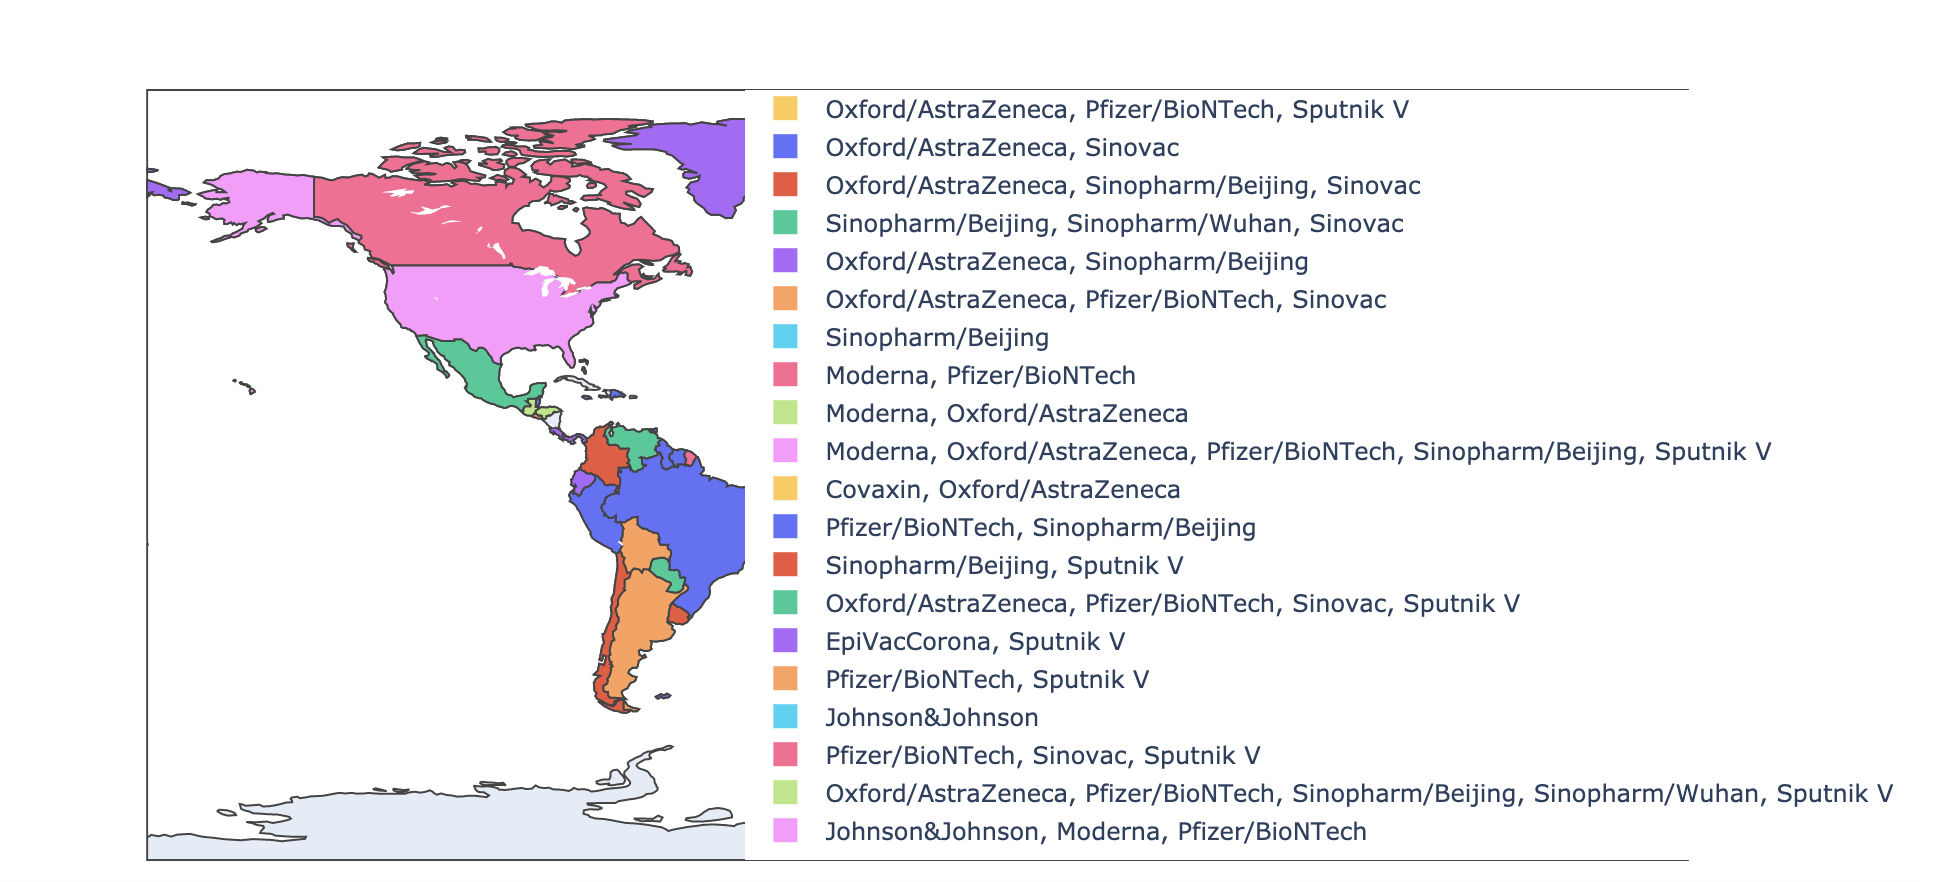 Oxford/AstraZeneca, Pfizer/BioNTech, Sputnik V
Oxford/AstraZeneca, Sinovac
Oxford/AstraZeneca, Sinopharm/Beijing, Sinovac
Sinopharm/Beijing, Sinopharm/Wuhan, Sinovac
Oxford/AstraZeneca, Sinopharm/Beijing
Oxford/AstraZeneca, Pfizer/BioNTech, Sinovac
Sinopharm/Beijing
Moderna, Pfizer/BioNTech
Moderna, Oxford/AstraZeneca
Moderna, Oxford/AstraZeneca, Pfizer/BioNTech, Sinopharm/Beijing, Sputnik V
Covaxin, Oxford/AstraZeneca
Pfizer/BioNTech, Sinopharm/Beijing
Sinopharm/Beijing, Sputnik V
Oxford/AstraZeneca, Pfizer/BioNTech, Sinovac, Sputnik V
EpiVacCorona, Sputnik V
Pfizer/BioNTech, Sputnik V
Johnson&Johnson
Pfizer/BioNTech, Sinovac, Sputnik V
Oxford/AstraZeneca, Pfizer/BioNTech, Sinopharm/Beijing, Sinopharm/Wuhan, Sputnik V
Johnson&Johnson, Moderna, Pfizer/BioNTech